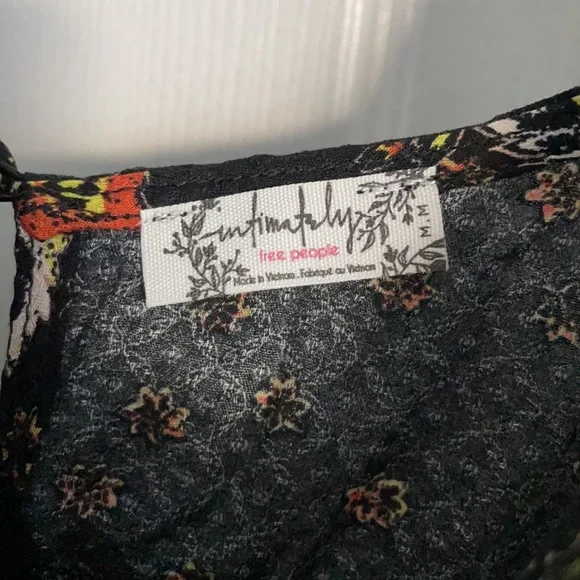 intimately
free people
Made in Vietnam . Fabriqué au Vietnam
M.M